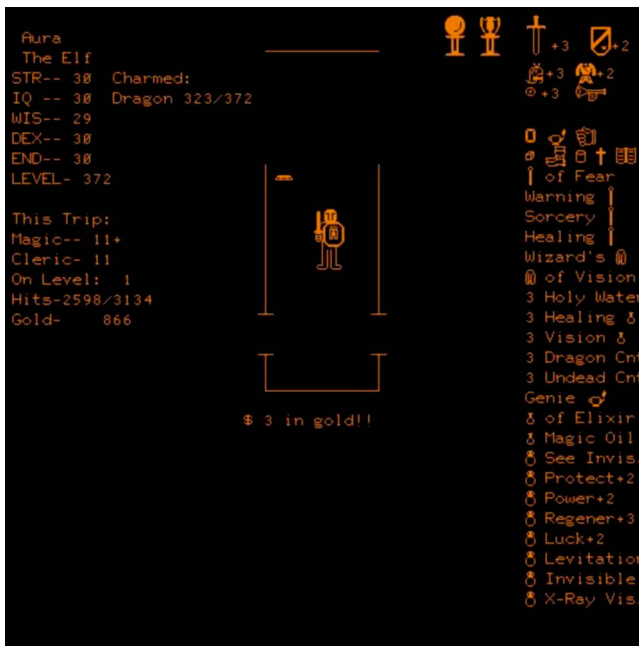 Aura
The Elf
STR-- 30
IQ -- 30
WIS-- 29
DEX-- 30
END-- 30
LEVEL- 372
Charmed:
Dragon 323/372
This Trip:
Magic-- 11+
Cleric- 11
On Level: 1
Hits-2598/3134
Gold- 866
$ 3 in gold!!
+3
+2
+3
+2
+3
of Fear
Warning
Sorcery
Healing
Wizard's
of Vision
3 Holy Water
3 Healing
3 Vision
3 Dragon Cnt
3 Undead Cnt
Genie
of Elixir
Magic Oil
See Invis.
Protect+2
Power+2
Regener+3
Luck+2
Levitation
Invisible
X-Ray Vis.